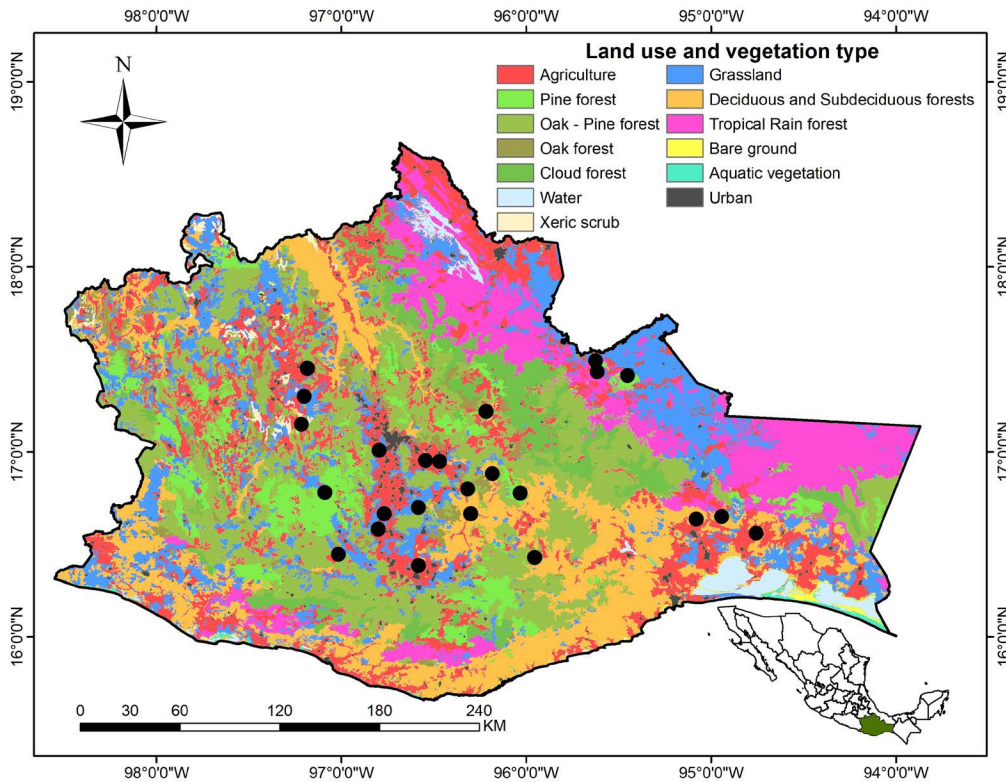 98°0'0"W 97°0'0"W 96°0'0"W 95°0'0"W 94°0'0"W
Land use and vegetation type
N
Agriculture Grassland
Pine forest Deciduous and Subdeciduous forests
Oak - Pine forest Tropical Rain forest
Oak forest Bare ground
Cloud forest Aquatic vegetation
Water Urban
Xeric scrub
19°0'0"N 19°0'0"N
18°0'0"N 18°0'0"N
17°0'0"N 17°0'0"N
16°0'0"N 16°0'0"N
0 30 60 120 180 240
KM
98°0'0"W 97°0'0"W 96°0'0"W 95°0'0"W 94°0'0"W